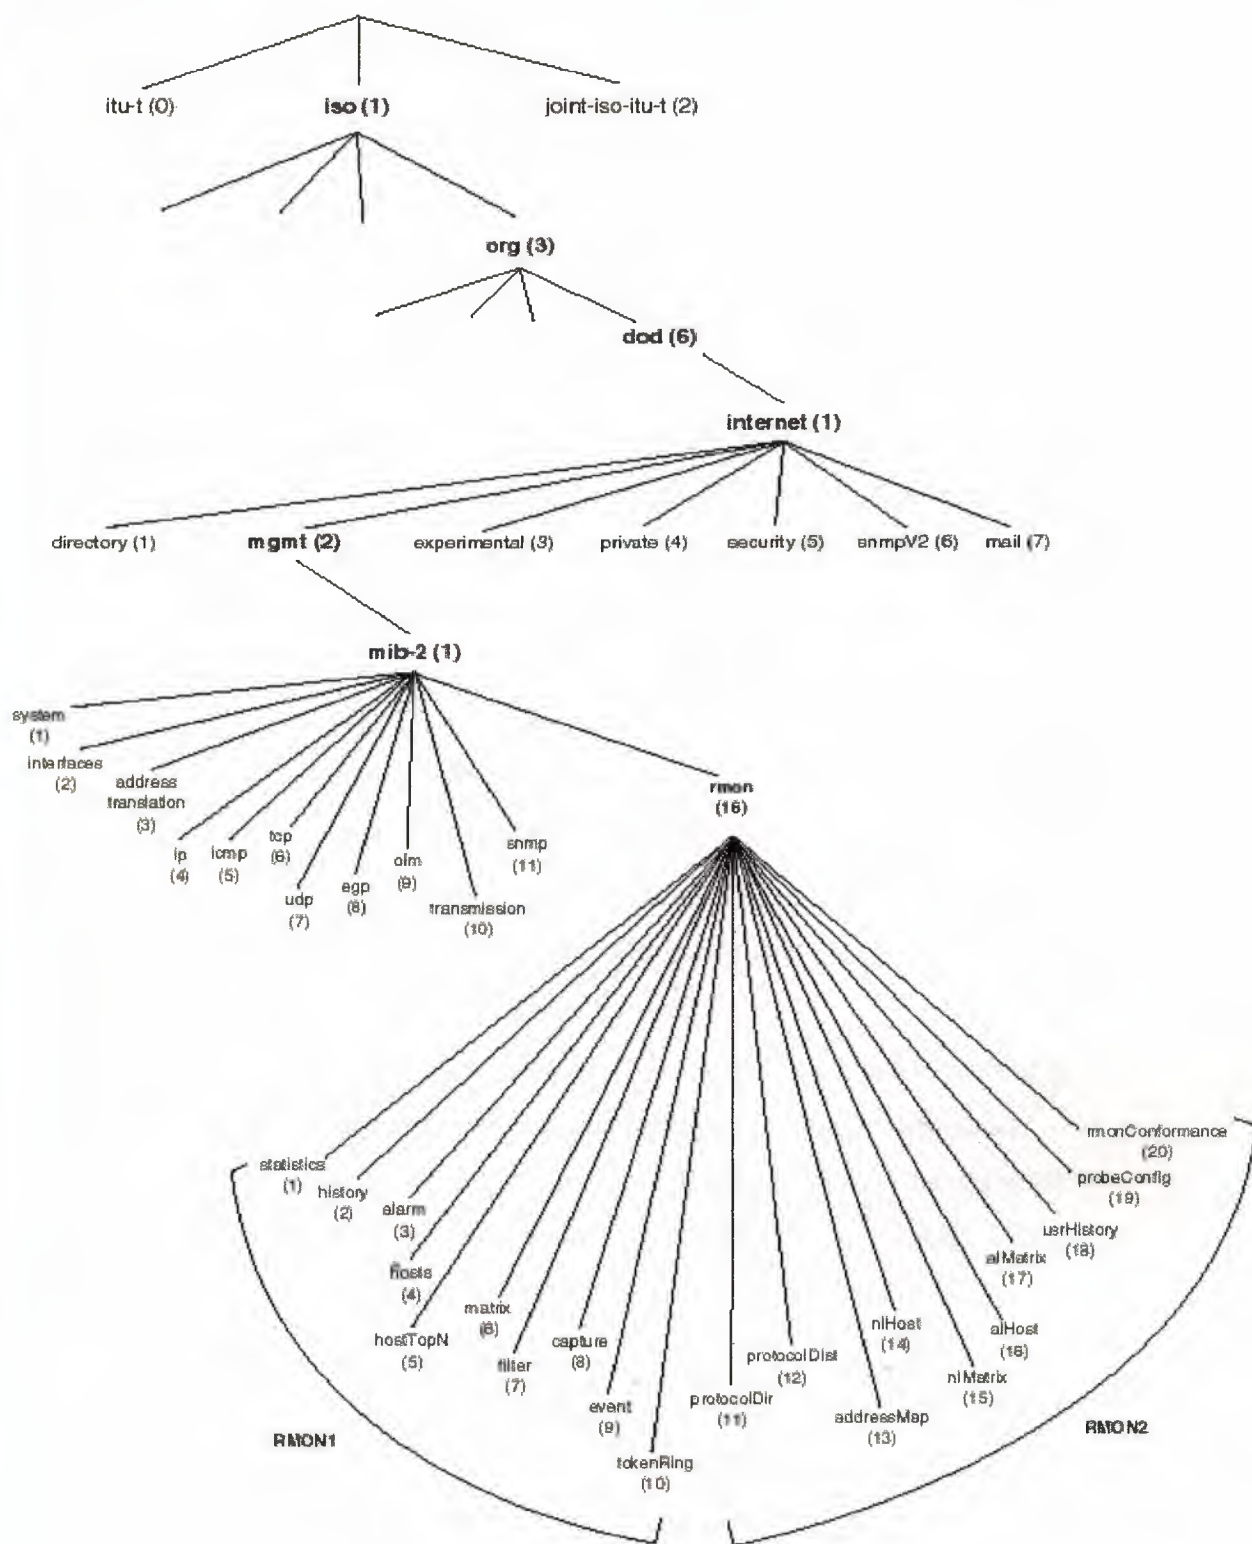 itu-t (0)
iso (1)
joint-iso-itu-t (2)
org (3)
dod (6)
internet (1)
directory (1)
mgmt (2)
experimental (3)
private (4)
security (5)
snmpV2 (6)
mail (7)
mib-2 (1)
system
(1)
interfaces
(2)
address
translation
(3)
ip
(4)
icmp
(5)
tcp
(6)
udp
(7)
egp
(8)
oim
(9)
transmission
(10)
snmp
(11)
rmon
(16)
statistics
(1)
history
(2)
alarm
(3)
hosts
(4)
hostTopN
(5)
matrix
(6)
filter
(7)
capture
(8)
event
(9)
tokenRing
(10)
protocolDir
(11)
protocolDist
(12)
addressMap
(13)
nlHost
(14)
nlMatrix
(15)
alHost
(16)
alMatrix
(17)
usrHistory
(18)
probeConfig
(19)
rmonConformance
(20)
RMON1
RMON2